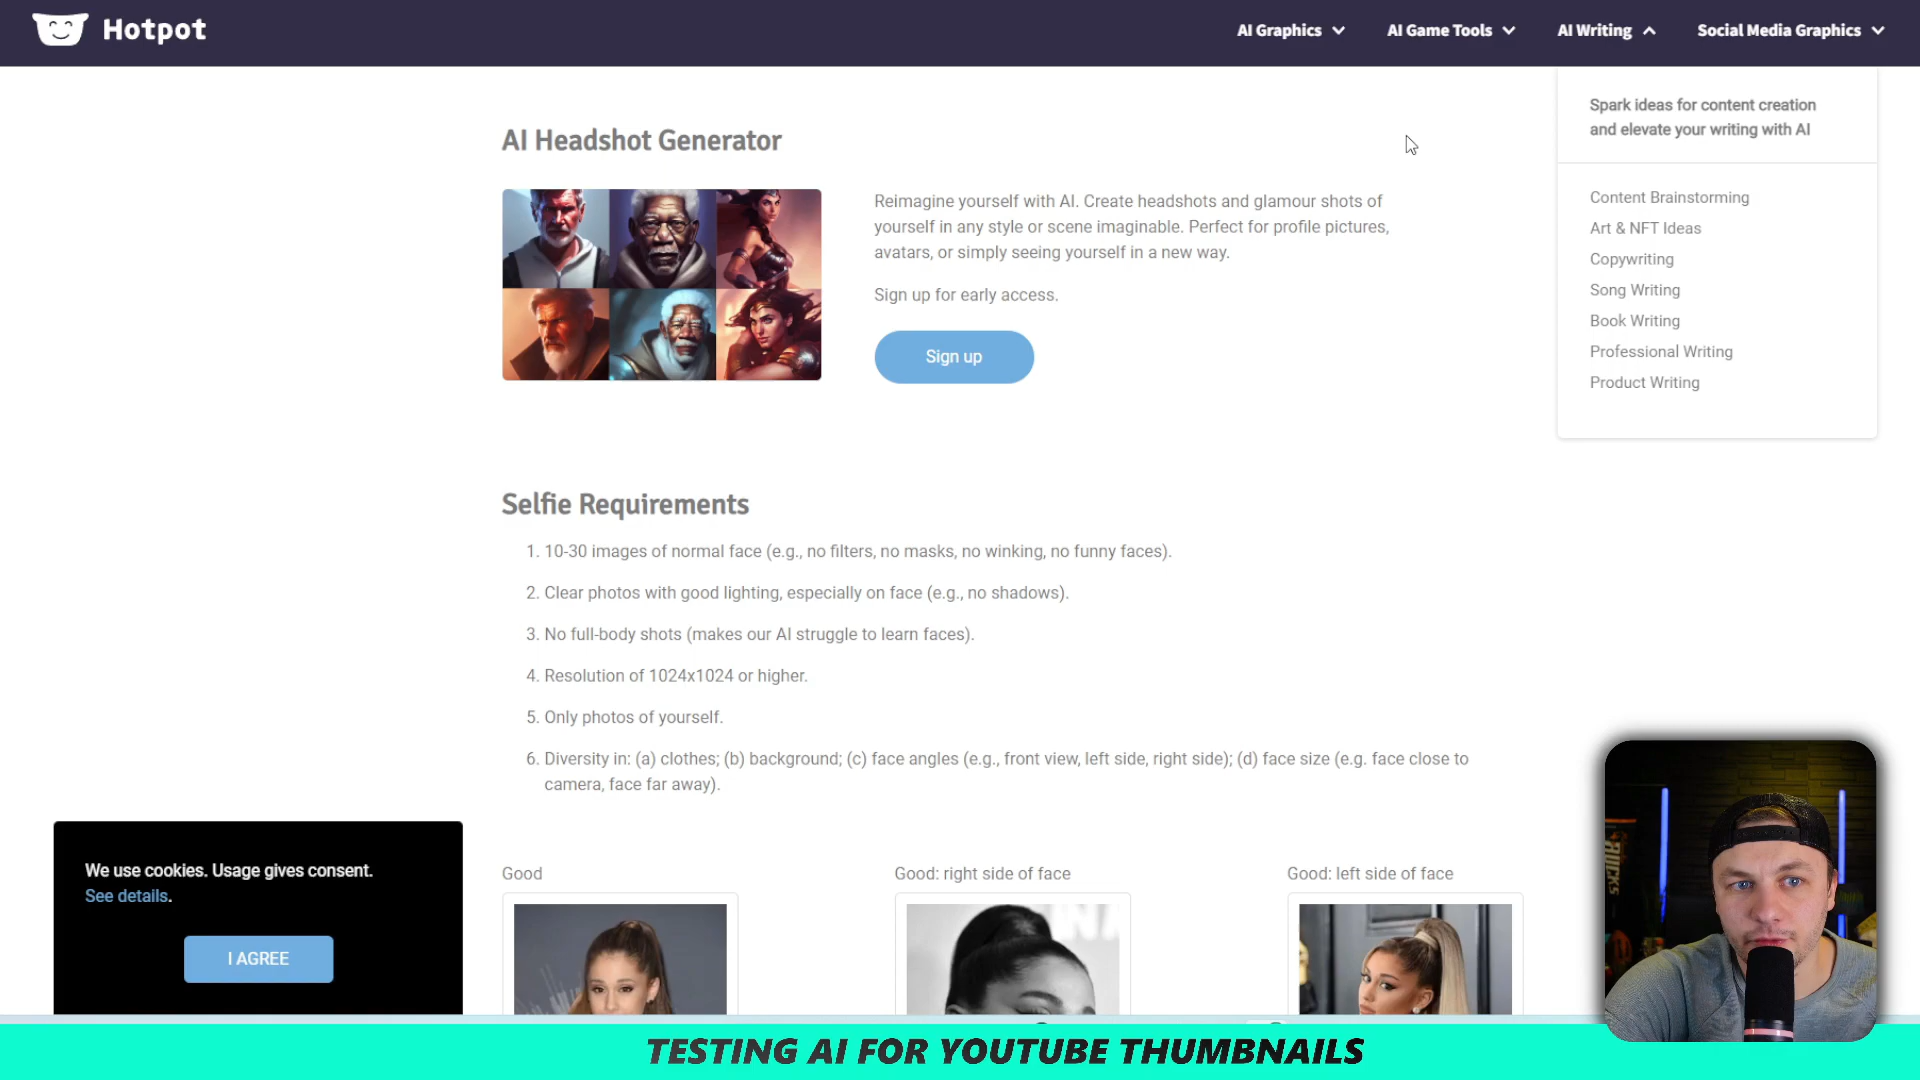 Hotpot
AI Graphics
AI Game Tools
AI Writing
Social Media Graphics
Spark ideas for content creation
and elevate your writing with AI
Content Brainstorming
Art & NFT Ideas
Copywriting
Song Writing
Book Writing
Professional Writing
Product Writing
AI Headshot Generator
Reimagine yourself with AI. Create headshots and glamour shots of
yourself in any style or scene imaginable. Perfect for profile pictures,
avatars, or simply seeing yourself in a new way.
Sign up for early access.
Sign up
Selfie Requirements
1. 10-30 images of normal face (e.g., no filters, no masks, no winking, no funny faces).
2. Clear photos with good lighting, especially on face (e.g., no shadows).
3. No full-body shots (makes our AI struggle to learn faces).
4. Resolution of 1024x1024 or higher.
5. Only photos of yourself.
6. Diversity in: (a) clothes; (b) background; (c) face angles (e.g., front view, left side, right side); (d) face size (e.g. face close to
camera, face far away).
Good
Good: right side of face
Good: left side of face
We use cookies. Usage gives consent.
See details.
I AGREE
TESTING AI FOR YOUTUBE THUMBNAILS